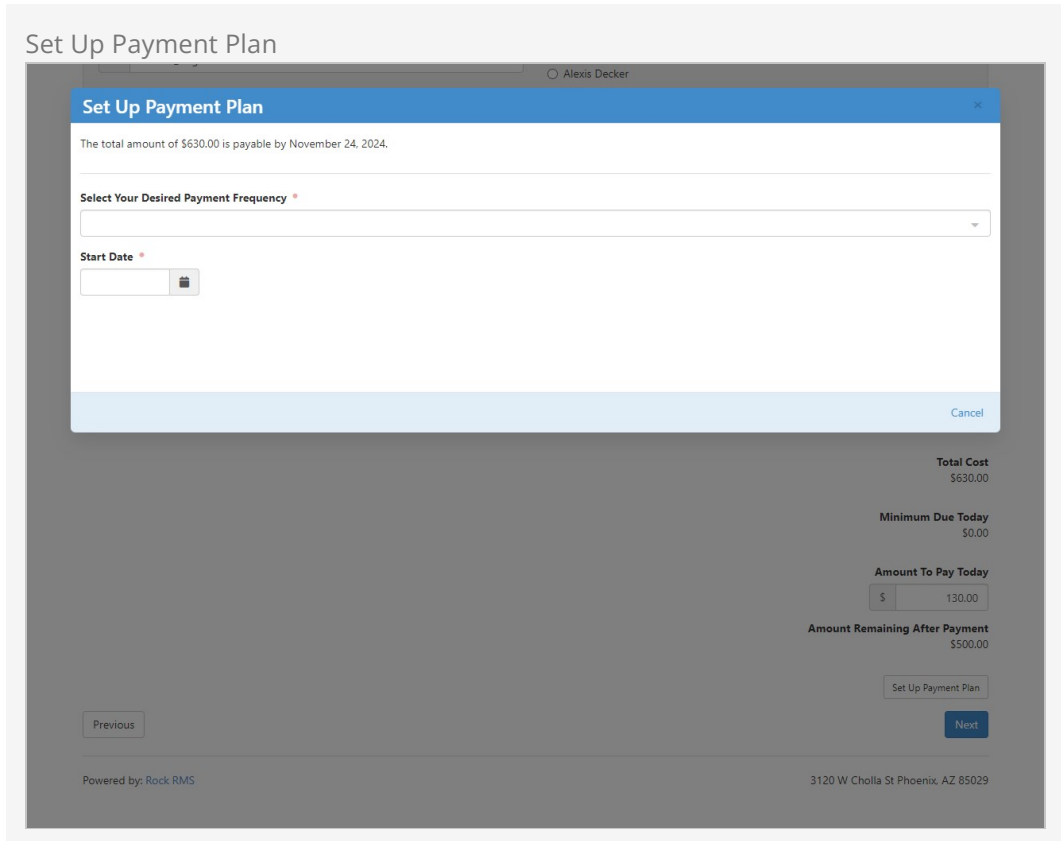 Set Up Payment Plan
Alexis Decker
Set Up Payment Plan ×
The total amount of $630.00 is payable by November 24, 2024.
Select Your Desired Payment Frequency *
Start Date *
Cancel
Total Cost
$630.00
Minimum Due Today
$0.00
Amount To Pay Today
$ 130.00
Amount Remaining After Payment
$500.00
Set Up Payment Plan
Previous Next
Powered by: Rock RMS 3120 W Cholla St Phoenix, AZ 85029